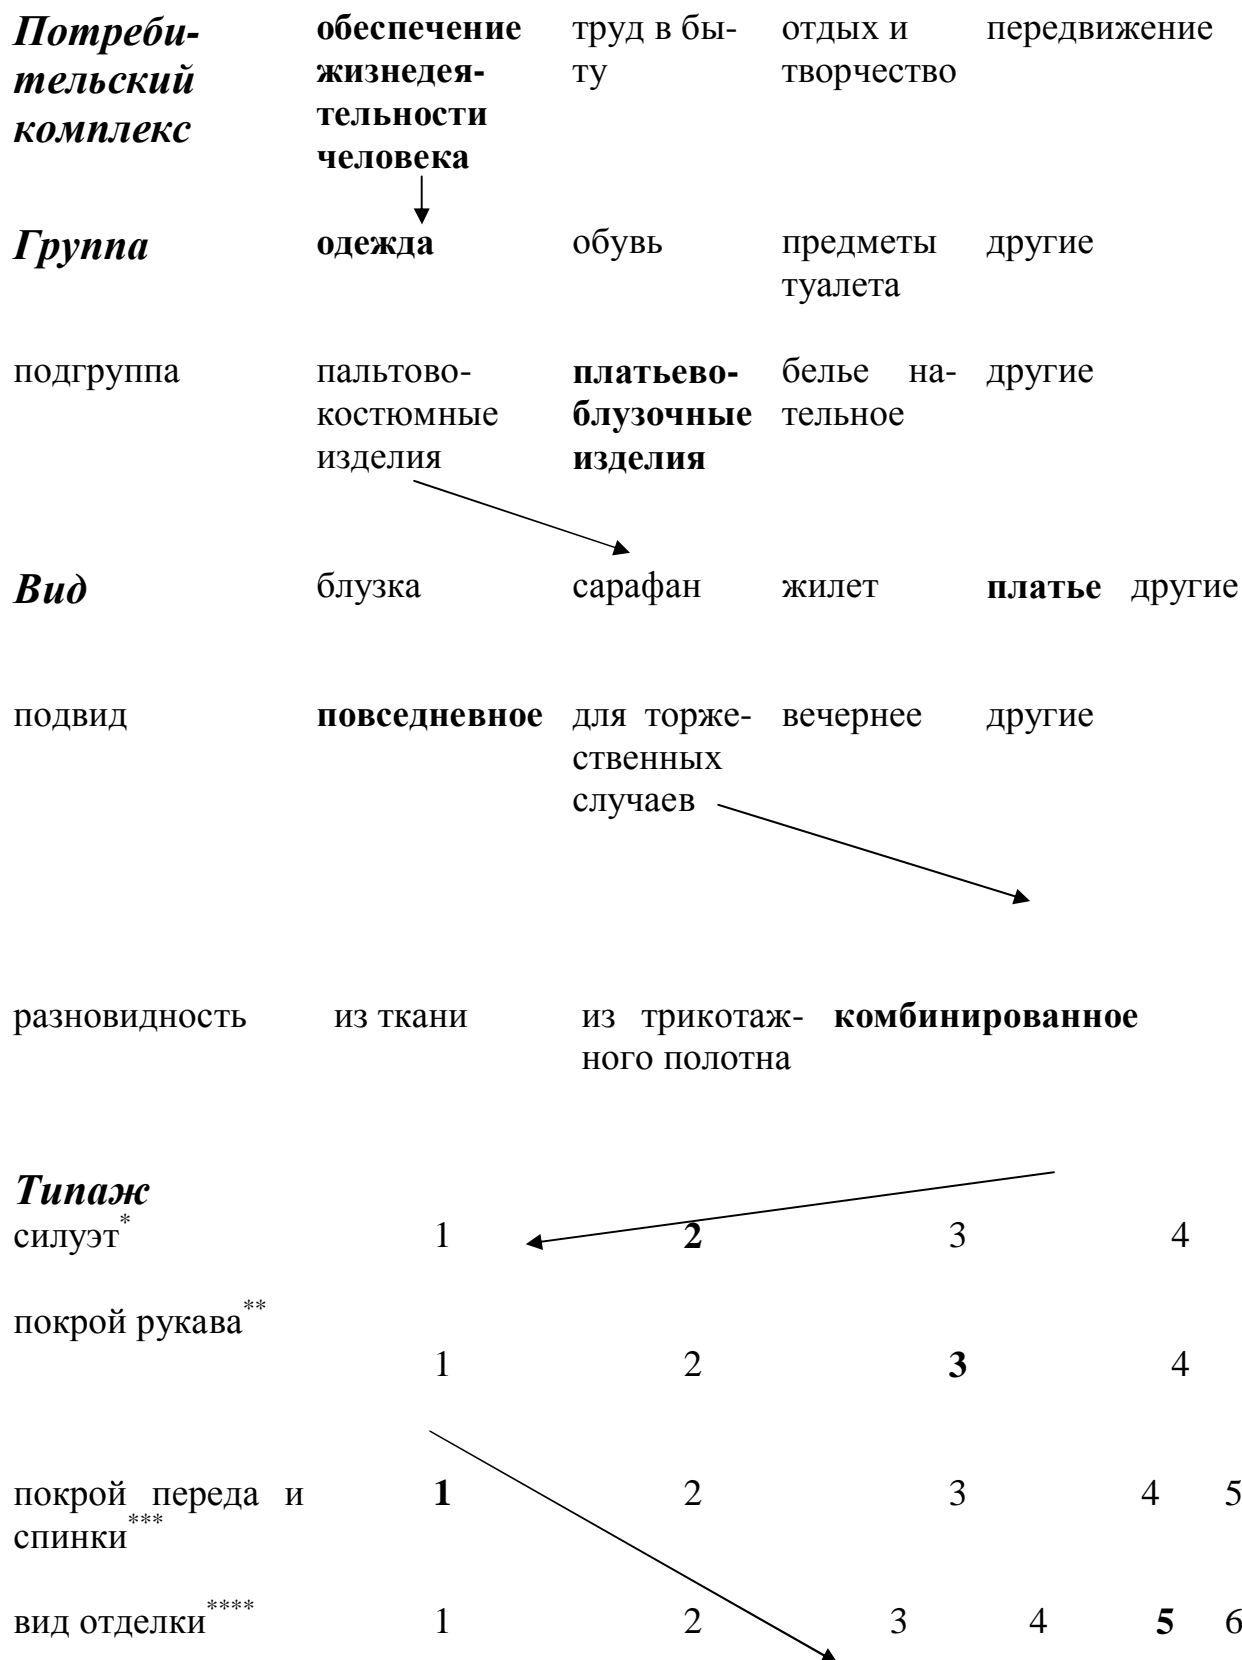 Потреби- обеспечение труд в бы- отдых и передвижение
тельский жизнедея- ту творчество
комплекс тельности
человека
Группа одежда обувь предметы другие
туалета
подгруппа пальтово- платьево- белье на- другие
костюмные блузочные тельное
изделия изделия
Вид блузка сарафан жилет платье другие
подвид повседневное для торже- вечернее другие
ственных
случаев
разновидность из ткани из трикотаж- комбинированное
ного полотна
Типаж
силуэт* 1 2 3 4
покрой рукава**
1 2 3 4
покрой переда и 1 2 3 4 5
спинки***
вид отделки**** 1 2 3 4 5 6